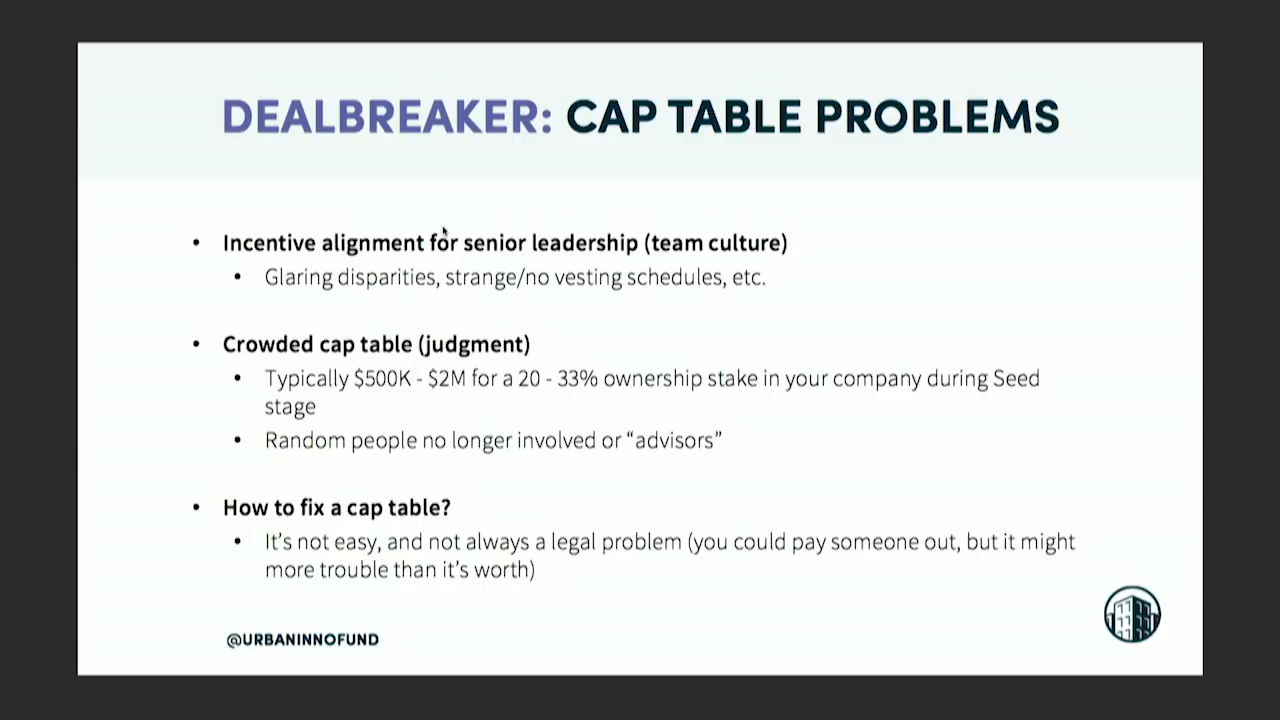 DEALBREAKER: CAP TABLE PROBLEMS
• Incentive alignment for senior leadership (team culture)
• Glaring disparities, strange/no vesting schedules, etc.
• Crowded cap table (judgment)
• Typically $500K - $2M for a 20 - 33% ownership stake in your company during Seed
stage
• Random people no longer involved or “advisors”
• How to fix a cap table?
• It’s not easy, and not always a legal problem (you could pay someone out, but it might
more trouble than it’s worth)
@URBANINNOFUND